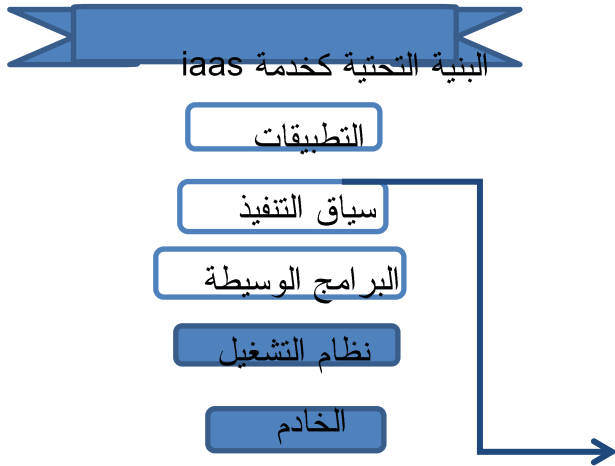 البنية التحتية كخدمة iaas
التطبيقات
سياق التنفيذ
البرامج الوسيطة
نظام التشغيل
الخادم